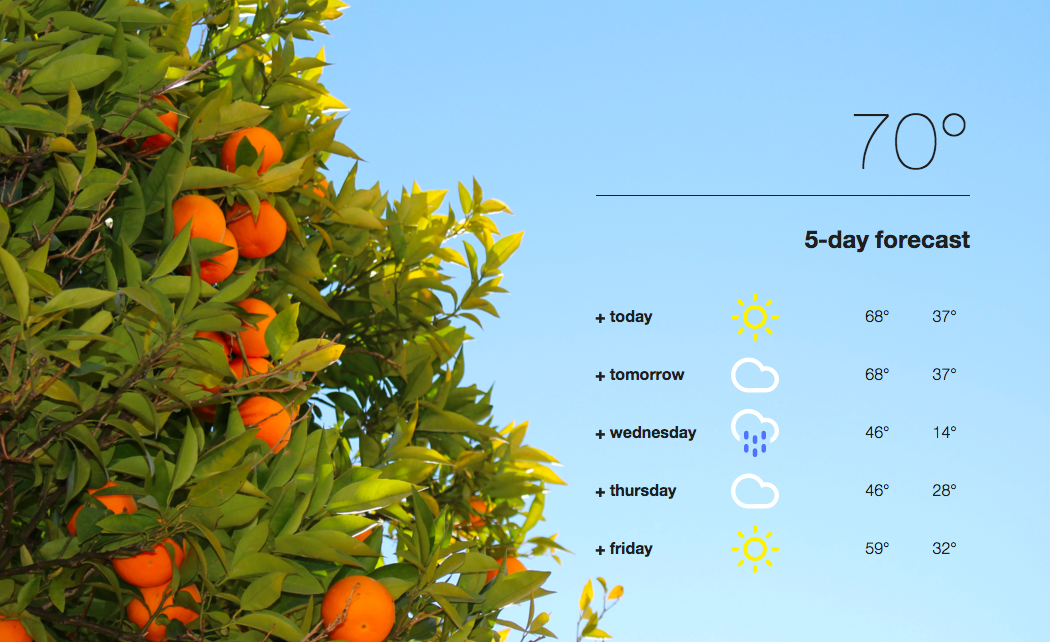 70°
5-day forecast
+ today 68° 37°
+ tomorrow 68° 37°
+ wednesday 46° 14°
+ thursday 46° 28°
+ friday 59° 32°